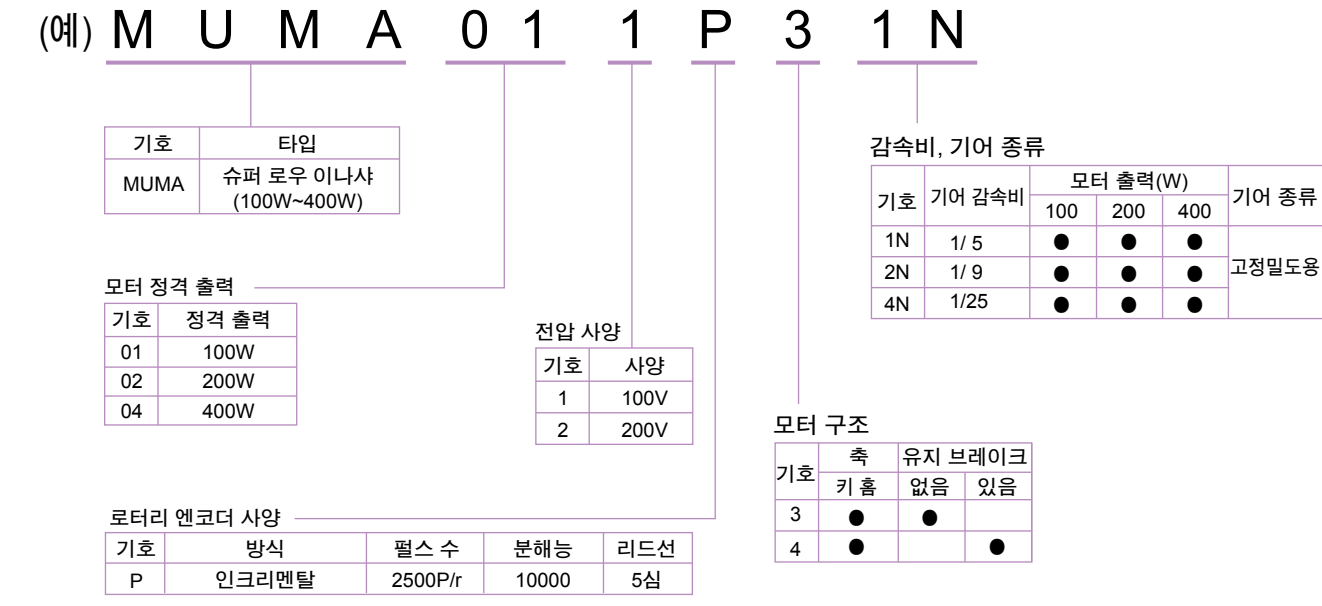 (예) M U M A 0 1 1 P 3 1 N
기호 타입
MUMA 슈퍼 로우 이나샤
(100W~400W)
감속비, 기어 종류
기호 기어 감속비 모터 출력(W) 기어 종류
100 200 400
1N 1/ 5 ● ● ●
2N 1/ 9 ● ● ● 고정밀도용
4N 1/25 ● ● ●
모터 정격 출력
기호 정격 출력
01 100W
02 200W
04 400W
전압 사양
기호 사양
1 100V
2 200V
모터 구조
기호 축 유지 브레이크
키 홈 없음 있음
3 ● ●
4 ● ●
로터리 엔코더 사양
기호 방식 펄스 수 분해능 리드선
P 인크리멘탈 2500P/r 10000 5심